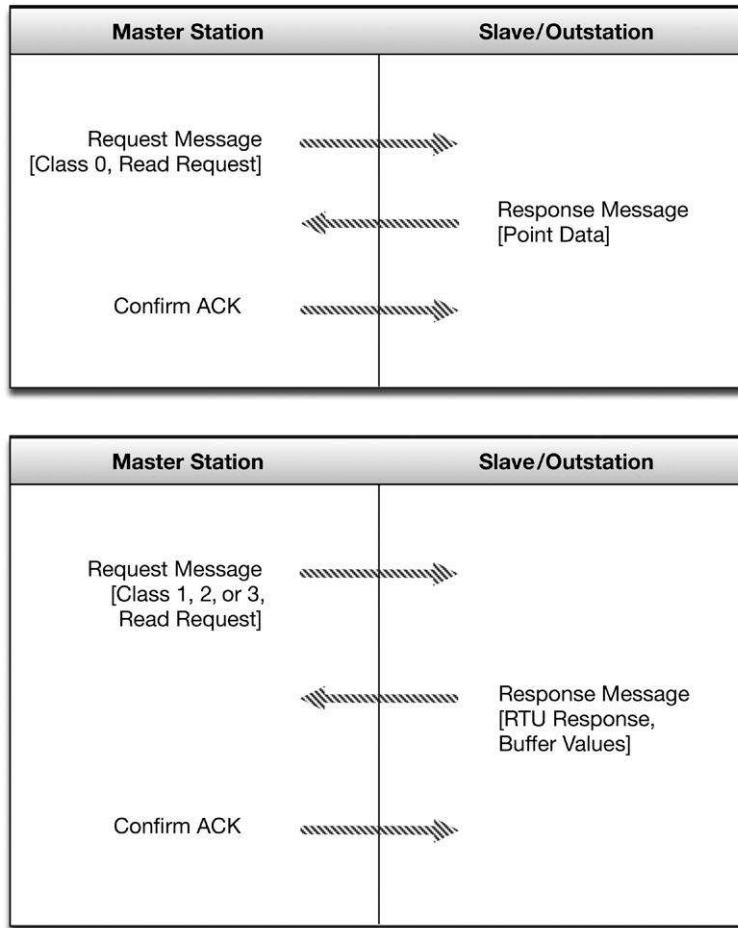 Master Station
Slave/Outstation
Request Message
[Class 0, Read Request]
Response Message
[Point Data]
Confirm ACK
Master Station
Slave/Outstation
Request Message
[Class 1, 2, or 3,
Read Request]
Response Message
[RTU Response,
Buffer Values]
Confirm ACK